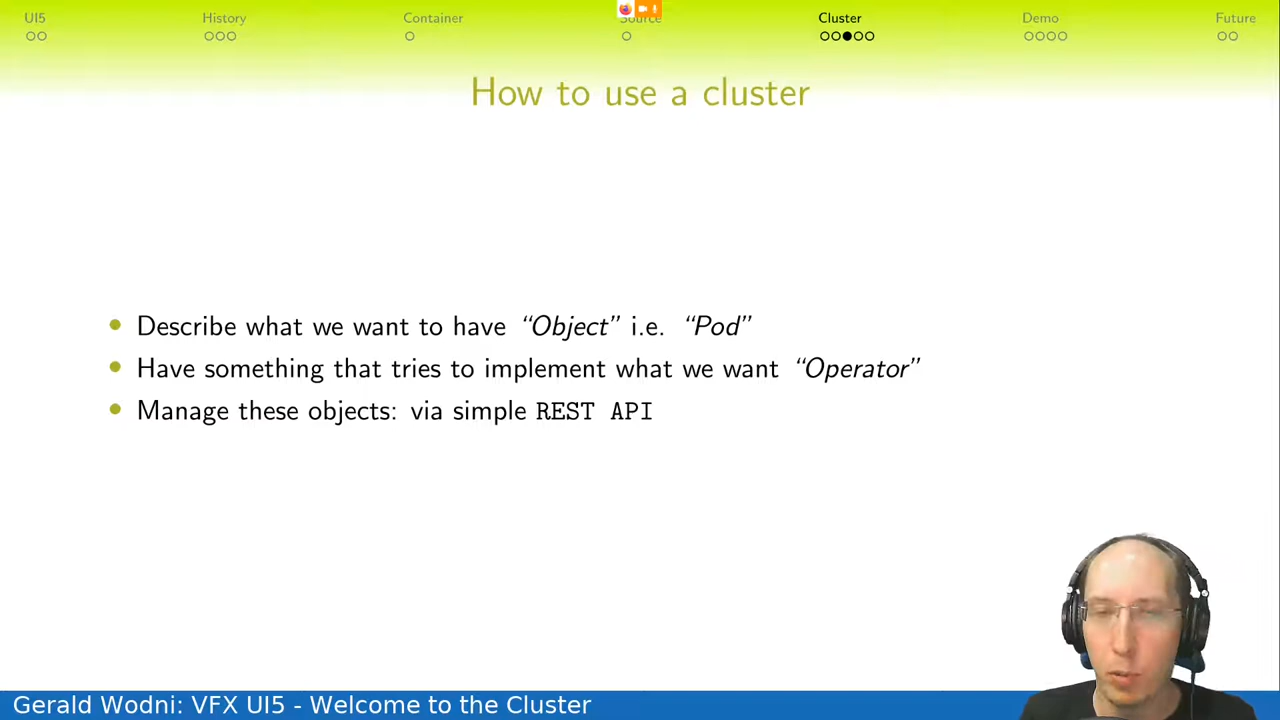 UI5 History Container Source Cluster Demo Future
How to use a cluster
Describe what we want to have “Object” i.e. “Pod”
Have something that tries to implement what we want “Operator”
Manage these objects: via simple REST API
Gerald Wodni: VFX UI5 - Welcome to the Cluster